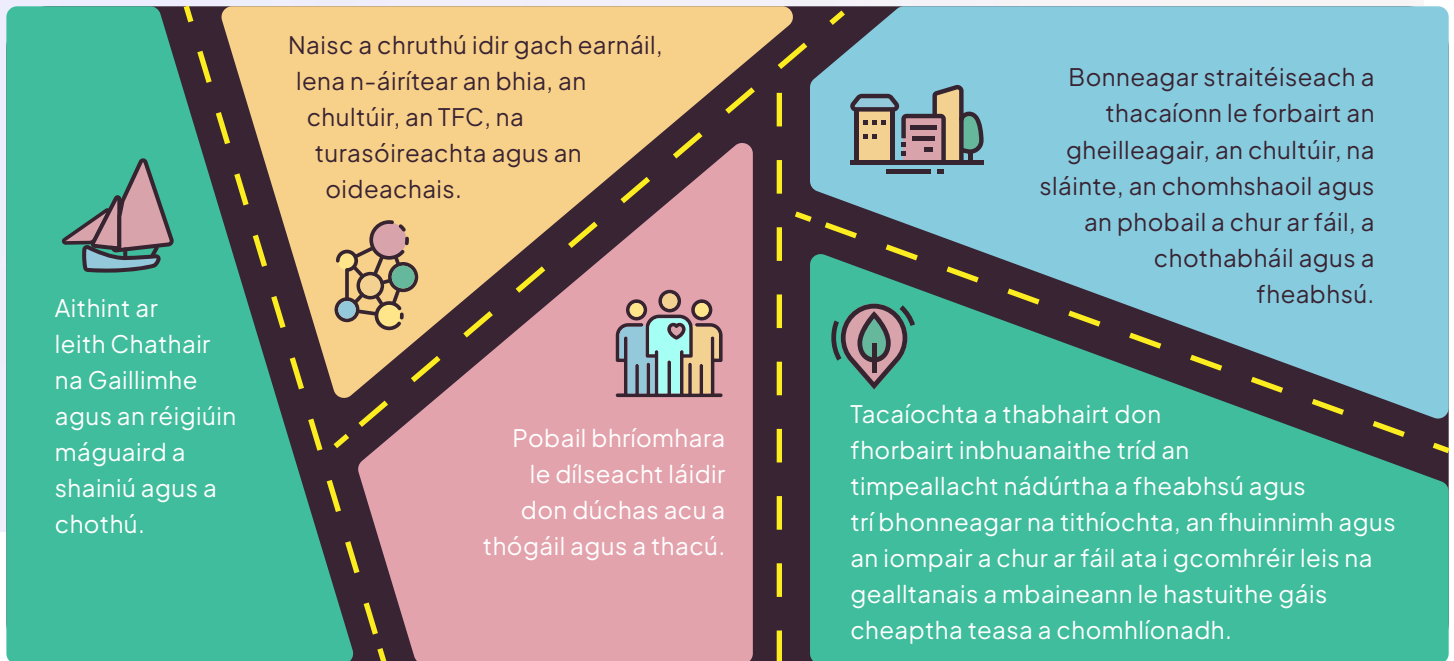 Aithint ar
leith Chathair
na Gaillimhe
agus an réigiúin
máguaird a
shainiú agus a
chothú.
Naisc a chruthú idir gach earnáil,
lena n-áirítear an bhia, an
chultúir, an TFC, na
turasóireachta agus an
oideachais.
Pobail bhríomhara
le dílseacht láidir
don dúchas acu a
thógáil agus a thacú.
Bonneagar straitéiseach a
thacaíonn le forbairt an
gheilleagair, an chultúir, na
sláinte, an chomhshaoil agus
an phobail a chur ar fáil, a
chothabháil agus a
fheabhsú.
Tacaíochta a thabhairt don
fhorbairt inbhuanaithe tríd an
timpeallacht nádúrtha a fheabhsú agus
trí bhonneagar na tithíochta, an fhuinnimh agus
an iompair a chur ar fáil ata i gcomhréir leis na
gealltanais a mbaineann le hastuithe gáis
cheaptha teasa a chomhlíonadh.